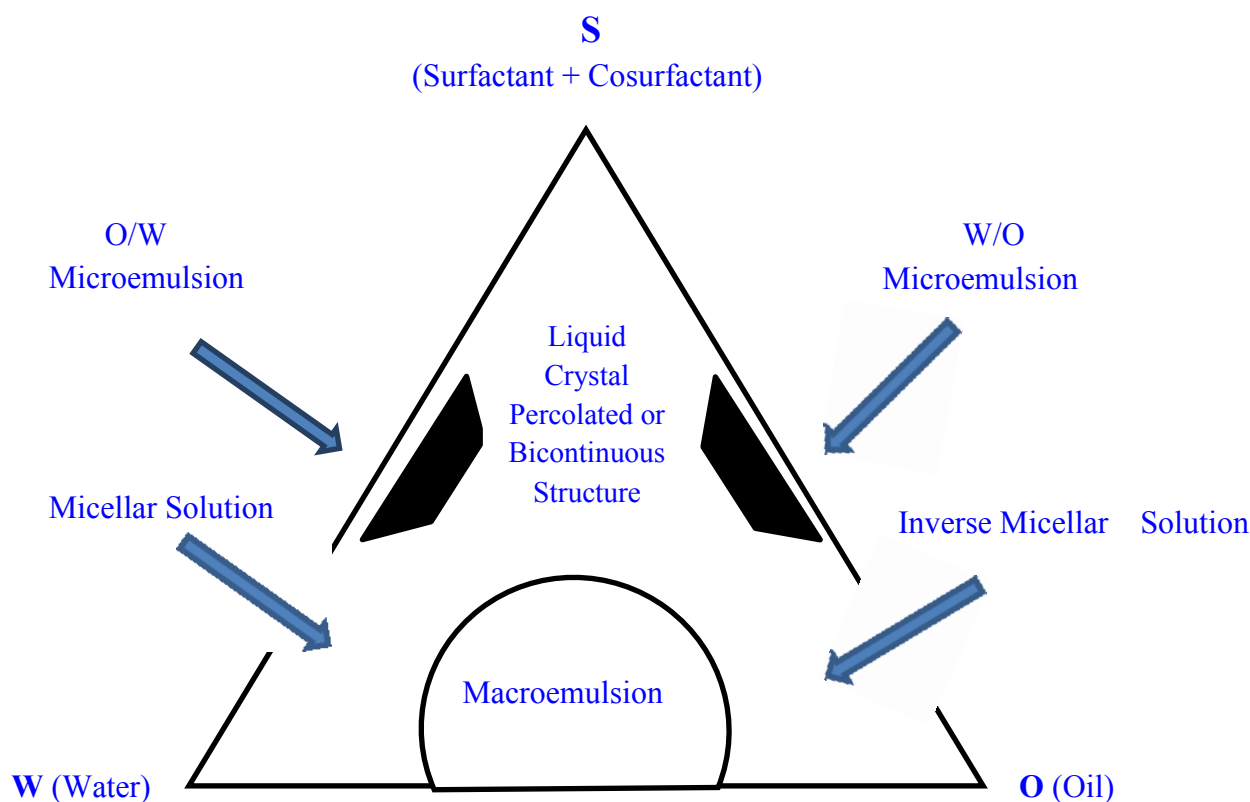 S
(Surfactant + Cosurfactant)
O/W
Microemulsion
W/O
Microemulsion
Liquid
Crystal
Percolated or
Bicontinuous
Structure
Micellar Solution
Inverse Micellar Solution
Macroemulsion
W (Water)
O (Oil)